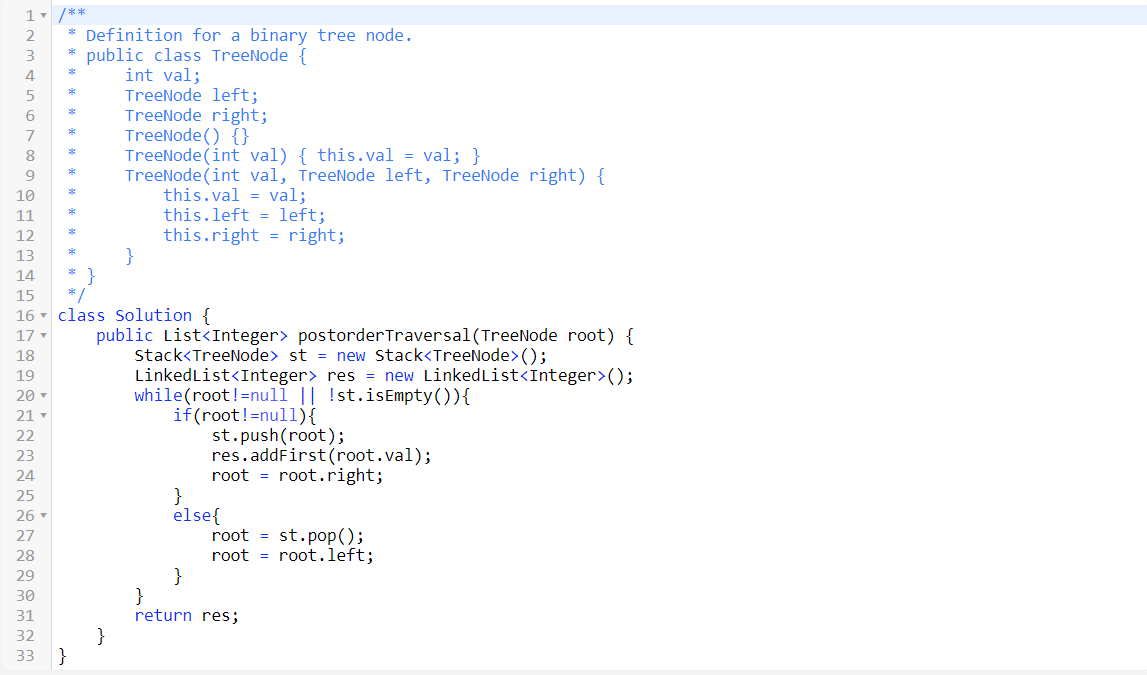 1 /**
2  * Definition for a binary tree node.
3  * public class TreeNode {
4  *     int val;
5  *     TreeNode left;
6  *     TreeNode right;
7  *     TreeNode() {}
8  *     TreeNode(int val) { this.val = val; }
9  *     TreeNode(int val, TreeNode left, TreeNode right) {
10  *         this.val = val;
11  *         this.left = left;
12  *         this.right = right;
13  *     }
14  * }
15  */
16 class Solution {
17     public List<Integer> postorderTraversal(TreeNode root) {
18         Stack<TreeNode> st = new Stack<TreeNode>();
19         LinkedList<Integer> res = new LinkedList<Integer>();
20         while(root!=null || !st.isEmpty()){
21             if(root!=null){
22                 st.push(root);
23                 res.addFirst(root.val);
24                 root = root.right;
25             }
26             else{
27                 root = st.pop();
28                 root = root.left;
29             }
30         }
31         return res;
32     }
33 }